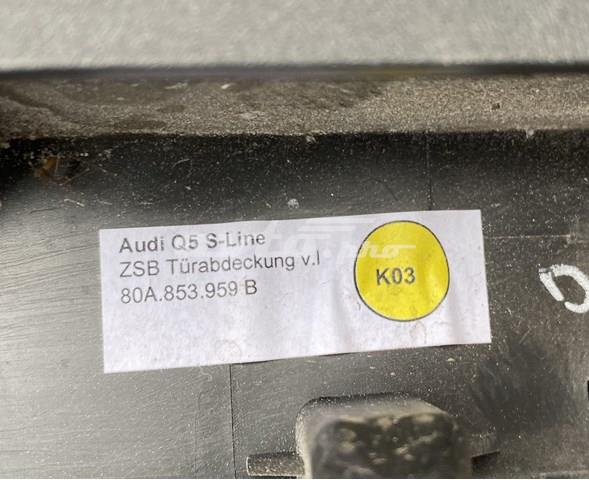 Audi Q5 S-Line
ZSB Türabdeckung v.l
80A.853.959 B
K03